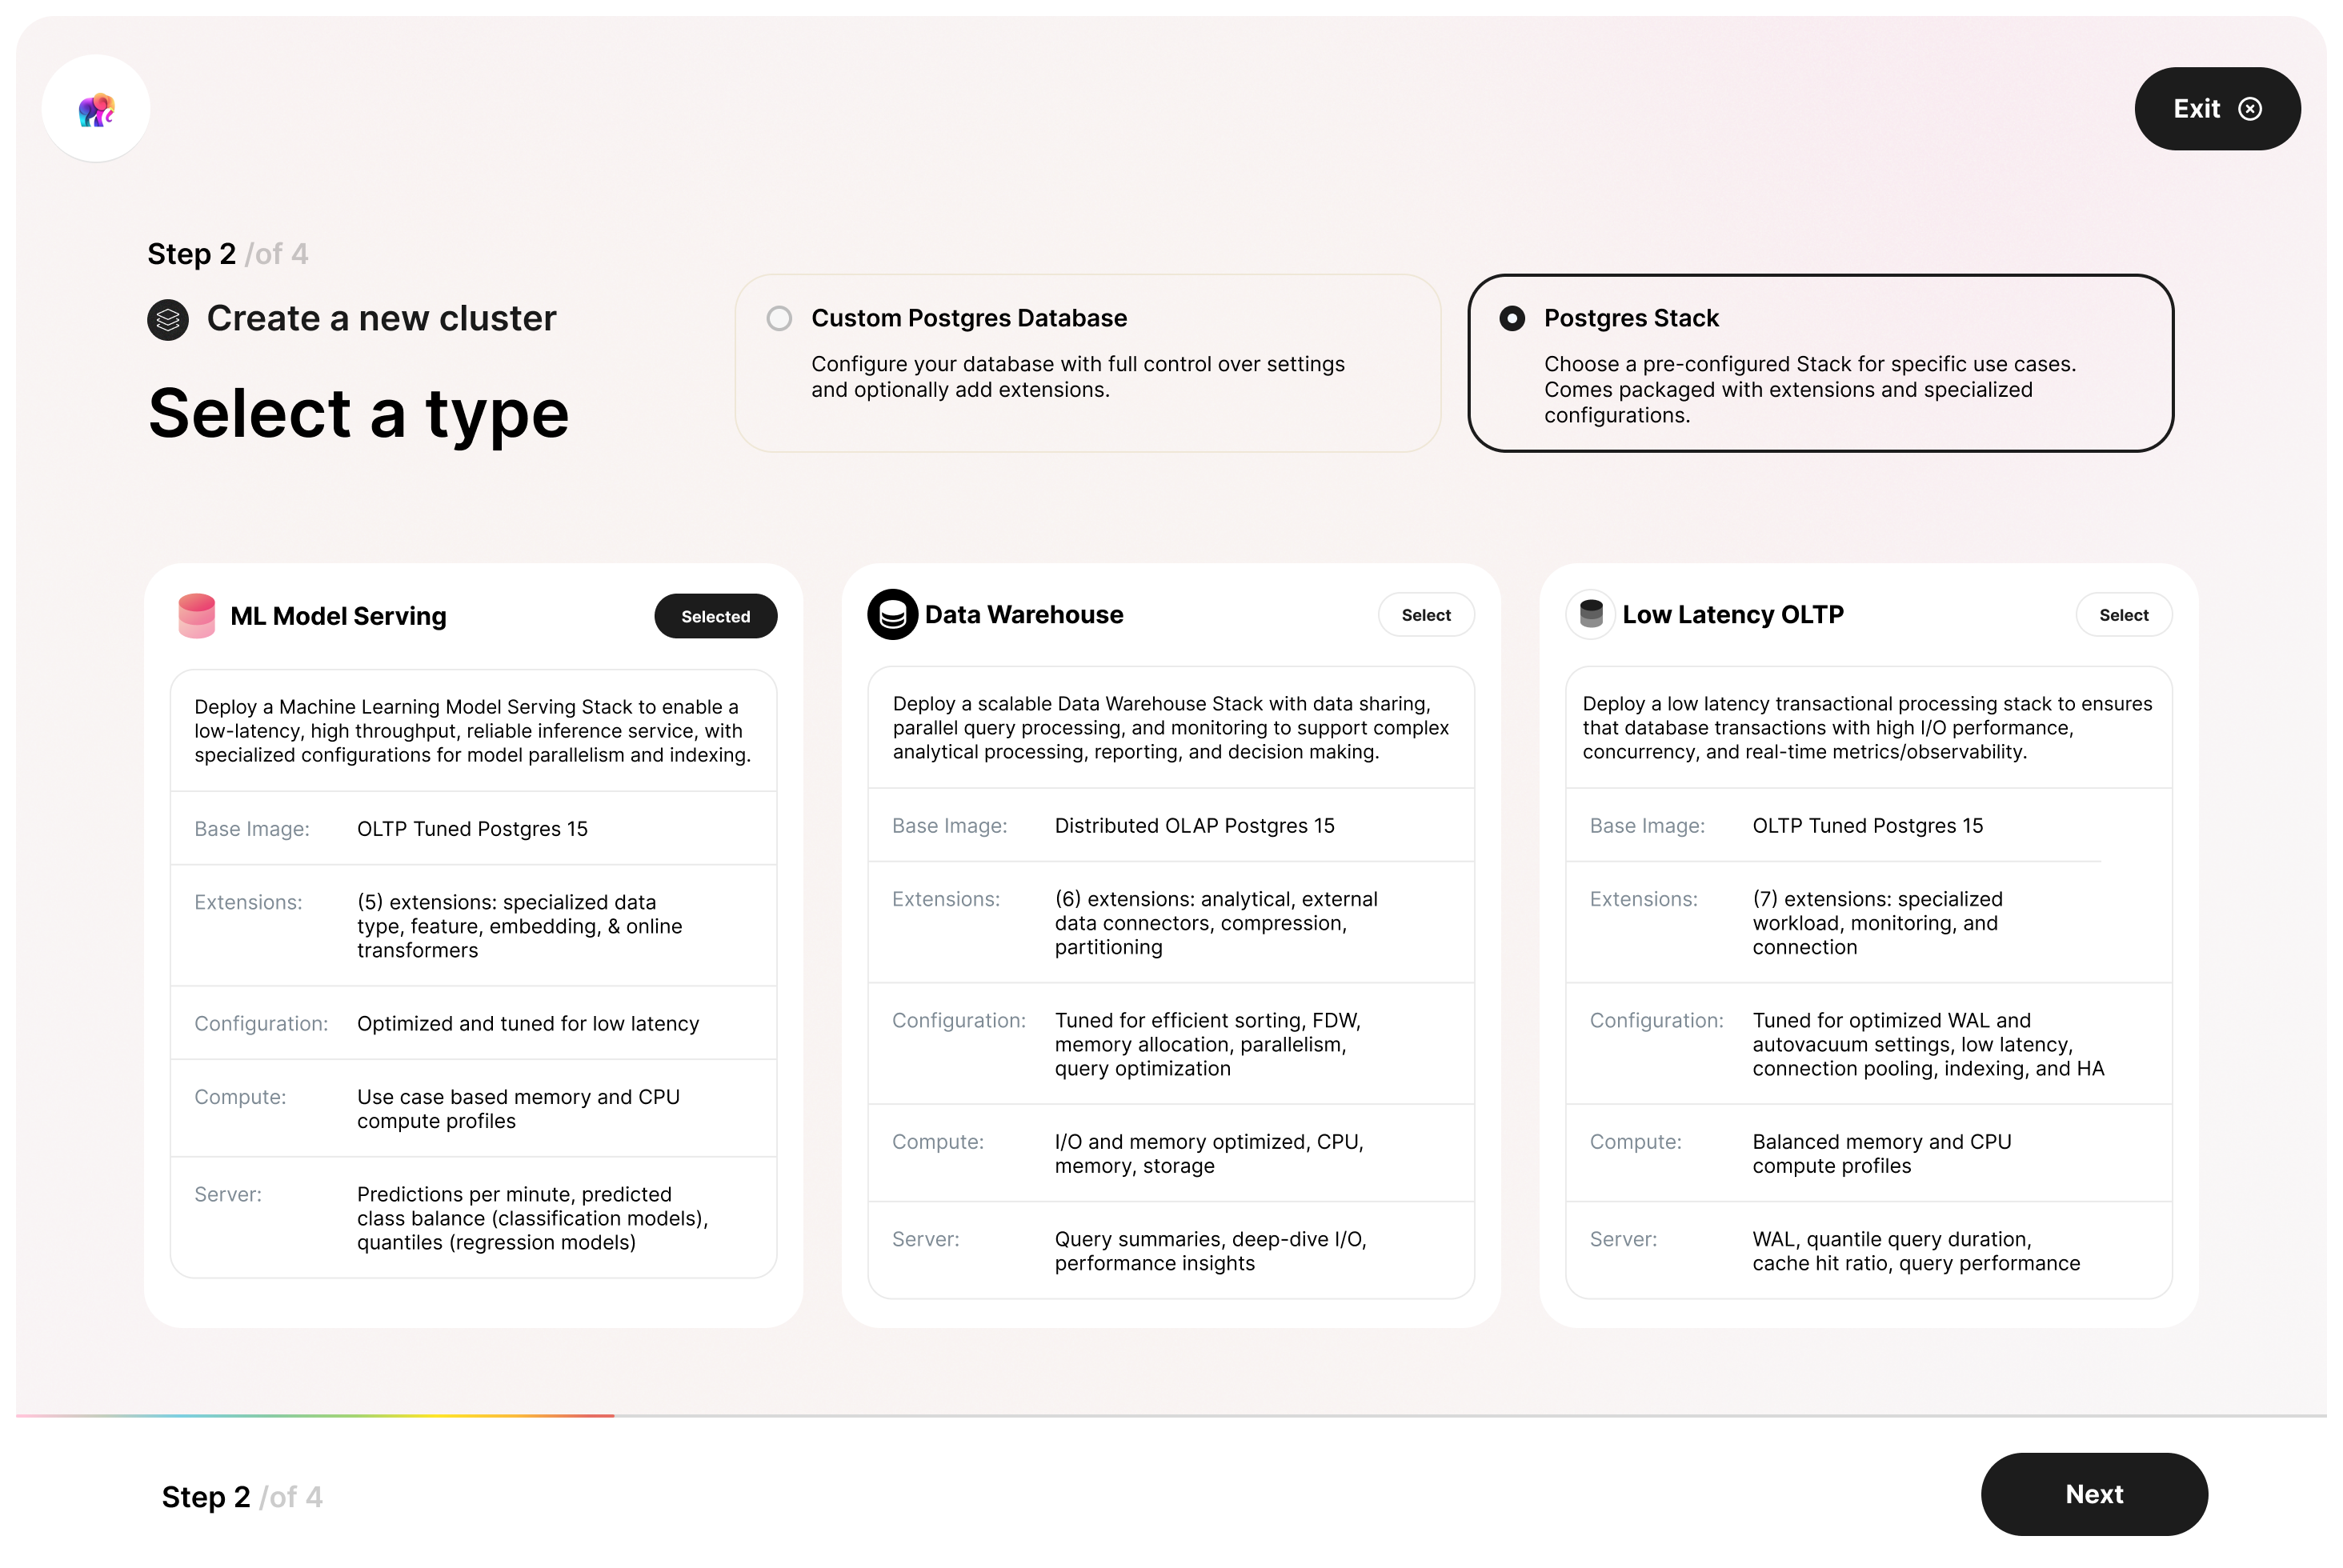 Exit
Step 2 /of 4
Create a new cluster
Select a type
Custom Postgres Database
Configure your database with full control over settings
and optionally add extensions.
Postgres Stack
Choose a pre-configured Stack for specific use cases.
Comes packaged with extensions and specialized
configurations.
ML Model Serving
Selected
Deploy a Machine Learning Model Serving Stack to enable a
low-latency, high throughput, reliable inference service, with
specialized configurations for model parallelism and indexing.
Base Image: OLTP Tuned Postgres 15
Extensions: (5) extensions: specialized data
type, feature, embedding, & online
transformers
Configuration: Optimized and tuned for low latency
Compute: Use case based memory and CPU
compute profiles
Server: Predictions per minute, predicted
class balance (classification models),
quantiles (regression models)
Data Warehouse
Select
Deploy a scalable Data Warehouse Stack with data sharing,
parallel query processing, and monitoring to support complex
analytical processing, reporting, and decision making.
Base Image: Distributed OLAP Postgres 15
Extensions: (6) extensions: analytical, external
data connectors, compression,
partitioning
Configuration: Tuned for efficient sorting, FDW,
memory allocation, parallelism,
query optimization
Compute: I/O and memory optimized, CPU,
memory, storage
Server: Query summaries, deep-dive I/O,
performance insights
Low Latency OLTP
Select
Deploy a low latency transactional processing stack to ensures
that database transactions with high I/O performance,
concurrency, and real-time metrics/observability.
Base Image: OLTP Tuned Postgres 15
Extensions: (7) extensions: specialized
workload, monitoring, and
connection
Configuration: Tuned for optimized WAL and
autovacuum settings, low latency,
connection pooling, indexing, and HA
Compute: Balanced memory and CPU
compute profiles
Server: WAL, quantile query duration,
cache hit ratio, query performance
Step 2 /of 4
Next